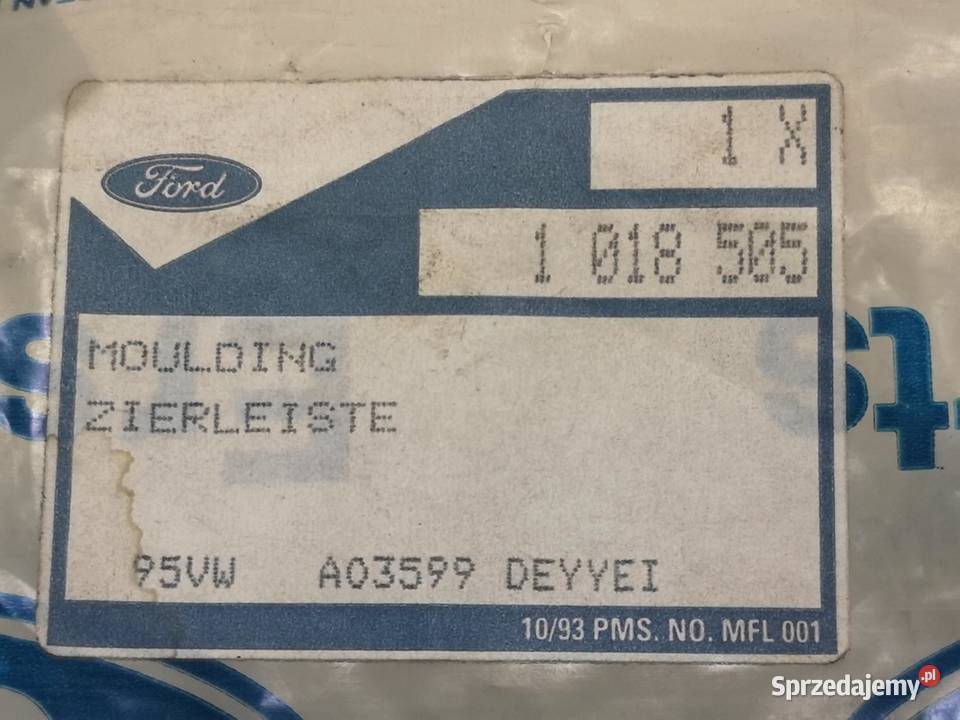 Ford
1 X
1 018 505
MOULDING
ZIERLEISTE
95VW A03599 DEYYEI
10/93 PMS. NO. MFL 001
Sprzedajemy.pl